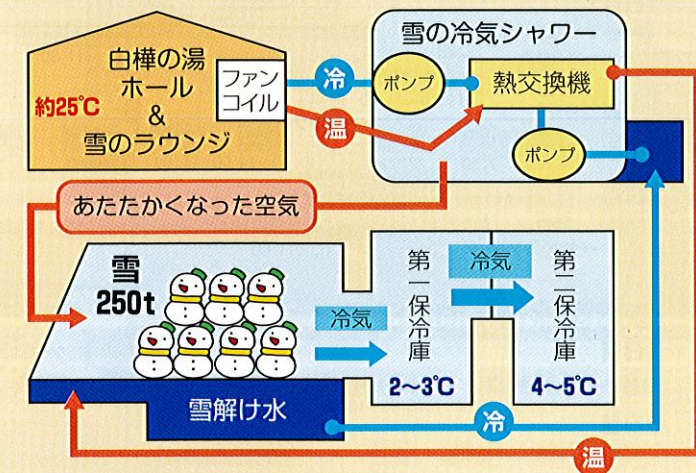 白樺の湯
ホール
&
雪のラウンジ
約25℃
ファン
コイル
冷
温
雪の冷気シャワー
ポンプ
熱交換機
ポンプ
あたたかくなった空気
雪
250t
冷気
第一保冷庫
2～3℃
冷気
第二保冷庫
4～5℃
雪解け水
冷
温